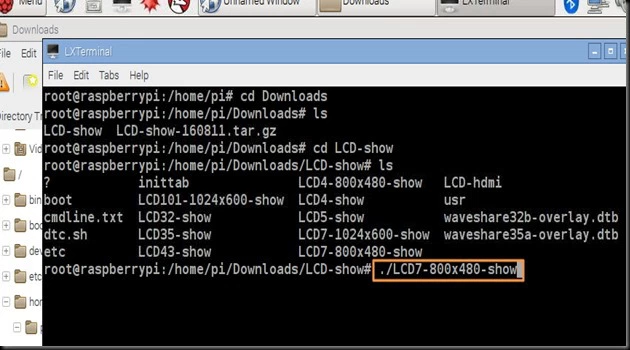 Menu
Unnamed Window
Downloads
LXTerminal
Downloads
File Edit
LXTerminal
File Edit Tabs Help
Directory Tr
root@raspberrypi:/home/pi# cd Downloads
root@raspberrypi:/home/pi/Downloads# ls
LCD-show LCD-show-160811.tar.gz
root@raspberrypi:/home/pi/Downloads# cd LCD-show
root@raspberrypi:/home/pi/Downloads/LCD-show# ls
? inittab LCD4-800x480-show LCD-hdmi
boot LCD101-1024x600-show LCD4-show usr
cmdline.txt LCD32-show LCD5-show waveshare32b-overlay.dtb
dtc.sh LCD35-show LCD7-1024x600-show waveshare35a-overlay.dtb
etc LCD43-show LCD7-800x480-show
root@raspberrypi:/home/pi/Downloads/LCD-show# ./LCD7-800x480-show
Vid
/
bin
boo
dev
etc
hor
p